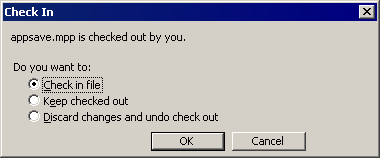 Check In
appsave.mpp is checked out by you.
Do you want to:
Check in file
Keep checked out
Discard changes and undo check out
OK Cancel